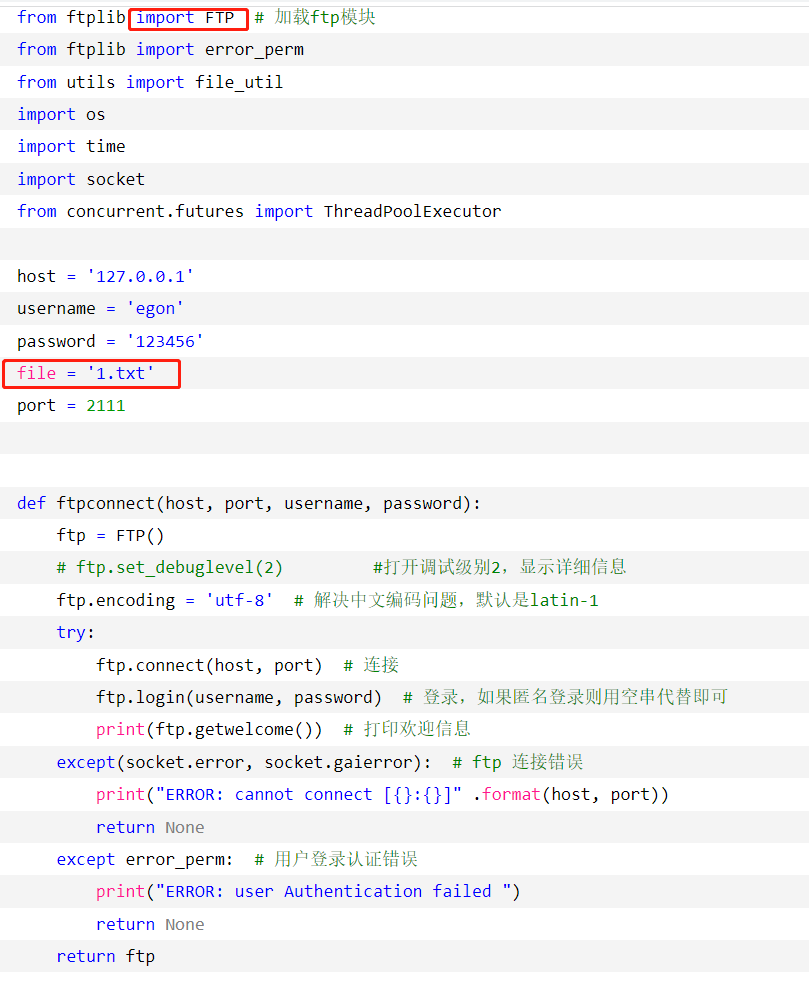 from ftplib import FTP # 加载ftp模块
from ftplib import error_perm
from utils import file_util
import os
import time
import socket
from concurrent.futures import ThreadPoolExecutor
host = '127.0.0.1'
username = 'egon'
password = '123456'
file = '1.txt'
port = 2111
def ftpconnect(host, port, username, password):
    ftp = FTP()
    # ftp.set_debuglevel(2)         #打开调试级别2，显示详细信息
    ftp.encoding = 'utf-8'  # 解决中文编码问题，默认是latin-1
    try:
        ftp.connect(host, port)  # 连接
        ftp.login(username, password)  # 登录，如果匿名登录则用空串代替即可
        print(ftp.getwelcome())  # 打印欢迎信息
    except(socket.error, socket.gaierror):  # ftp 连接错误
        print("ERROR: cannot connect [{}:{}]" .format(host, port))
        return None
    except error_perm:  # 用户登录认证错误
        print("ERROR: user Authentication failed ")
        return None
    return ftp